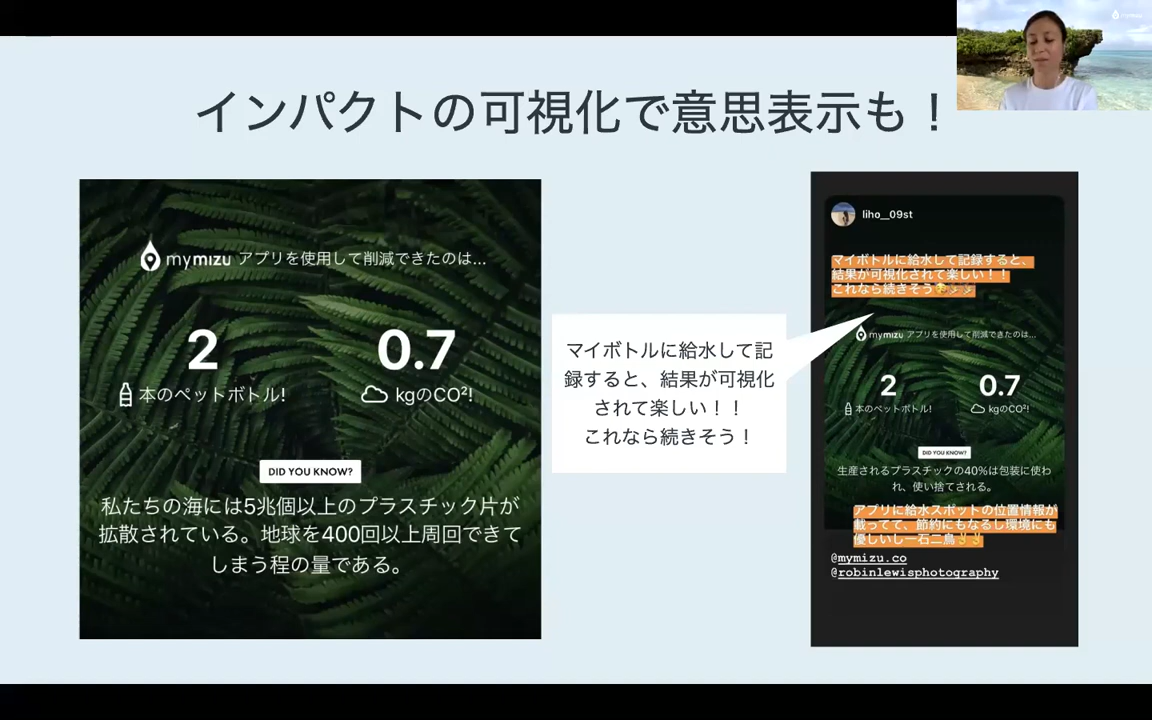 インパクトの可視化で意思表示も！
mymizu アプリを使用して削減できたのは...
2
本のペットボトル!
0.7
kgのCO²!
DID YOU KNOW?
私たちの海には5兆個以上のプラスチック片が
拡散されている。地球を400回以上周回できて
しまう程の量である。
マイボトルに給水して記
録すると、結果が可視化
されて楽しい！！
これなら続きそう！
liho__09st
マイボトルに給水して記録すると、
結果が可視化されて楽しい！！
これなら続きそう
mymizu アプリを使用して削減できたのは...
2
本のペットボトル!
0.7
kgのCO²!
DID YOU KNOW?
生産されるプラスチックの40%は包装に使わ
れ、使い捨てされる。
アプリに給水スポットの位置情報が
載ってて、節約にもなるし環境にも
優しいし一石二鳥
@mymizu.co
@robinlewisphotography
mymizu